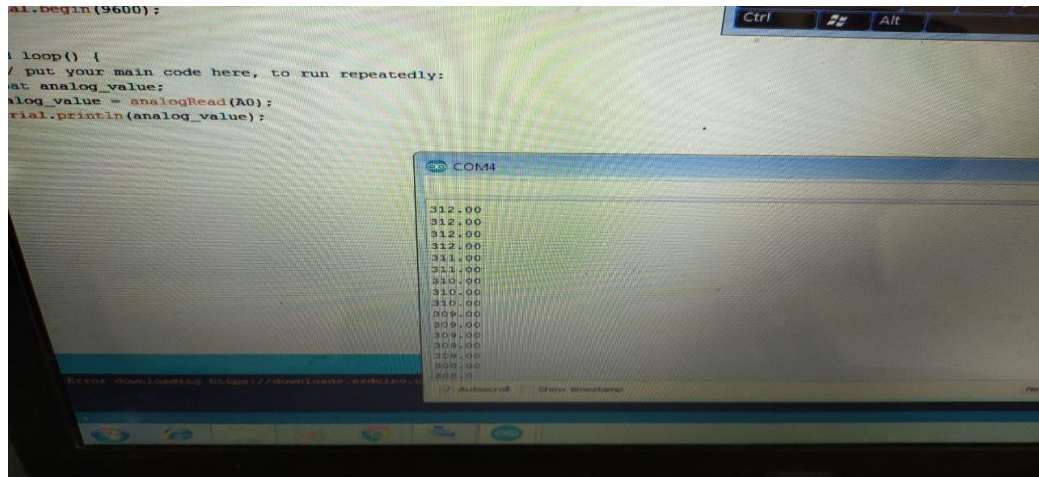 al.begin(9600);
Ctrl
Alt
loop() {
/ put your main code here, to run repeatedly:
at analog_value;
alog_value = analogRead(A0);
rial.println(analog_value);
COM4
312.00
312.00
312.00
312.00
311.00
311.00
310.00
310.00
310.00
309.00
309.00
309.00
309.00
308.00
308.0
Error downloading https://downloads.arduino.c
Autoscroll
Show timestamp